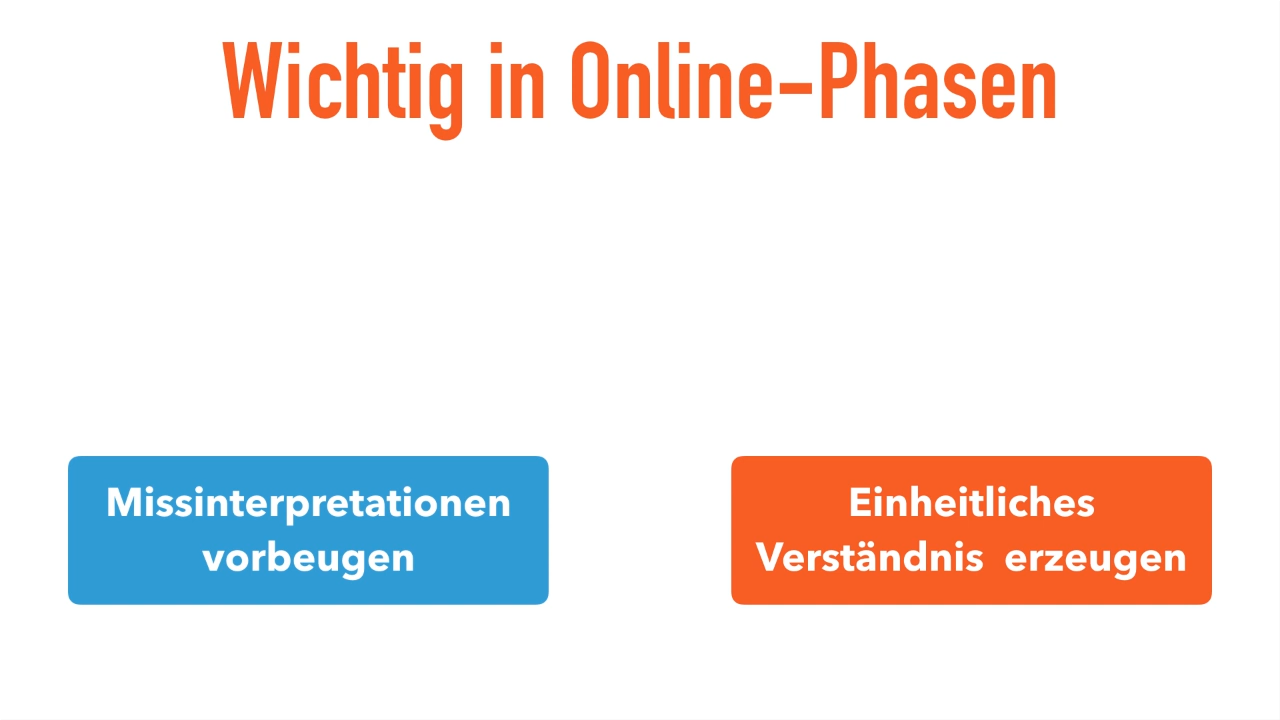 Wichtig in Online-Phasen
Missinterpretationen
vorbeugen
Einheitliches
Verständnis erzeugen